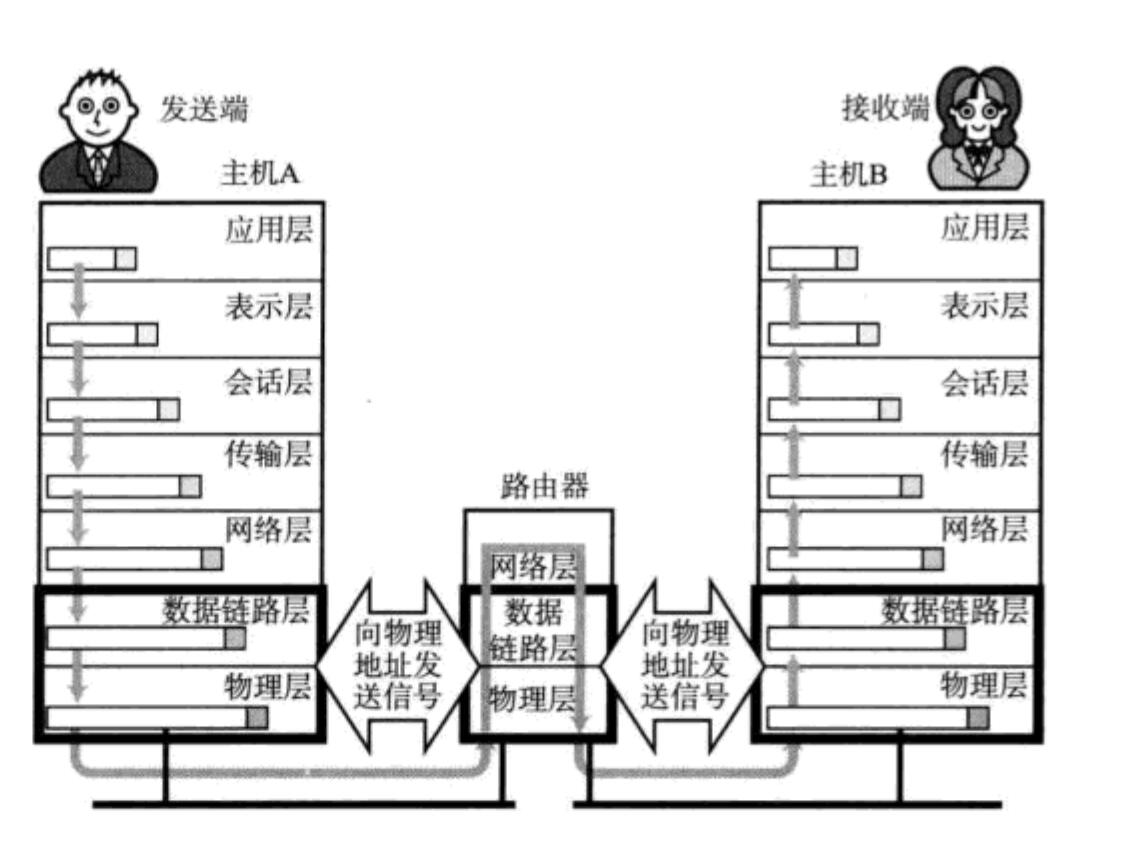 发送端
接收端
主机A
主机B
应用层
表示层
会话层
传输层
网络层
数据链路层
物理层
向物理
地址发
送信号
路由器
网络层
数据
链路层
物理层
向物理
地址发
送信号
应用层
表示层
会话层
传输层
网络层
数据链路层
物理层